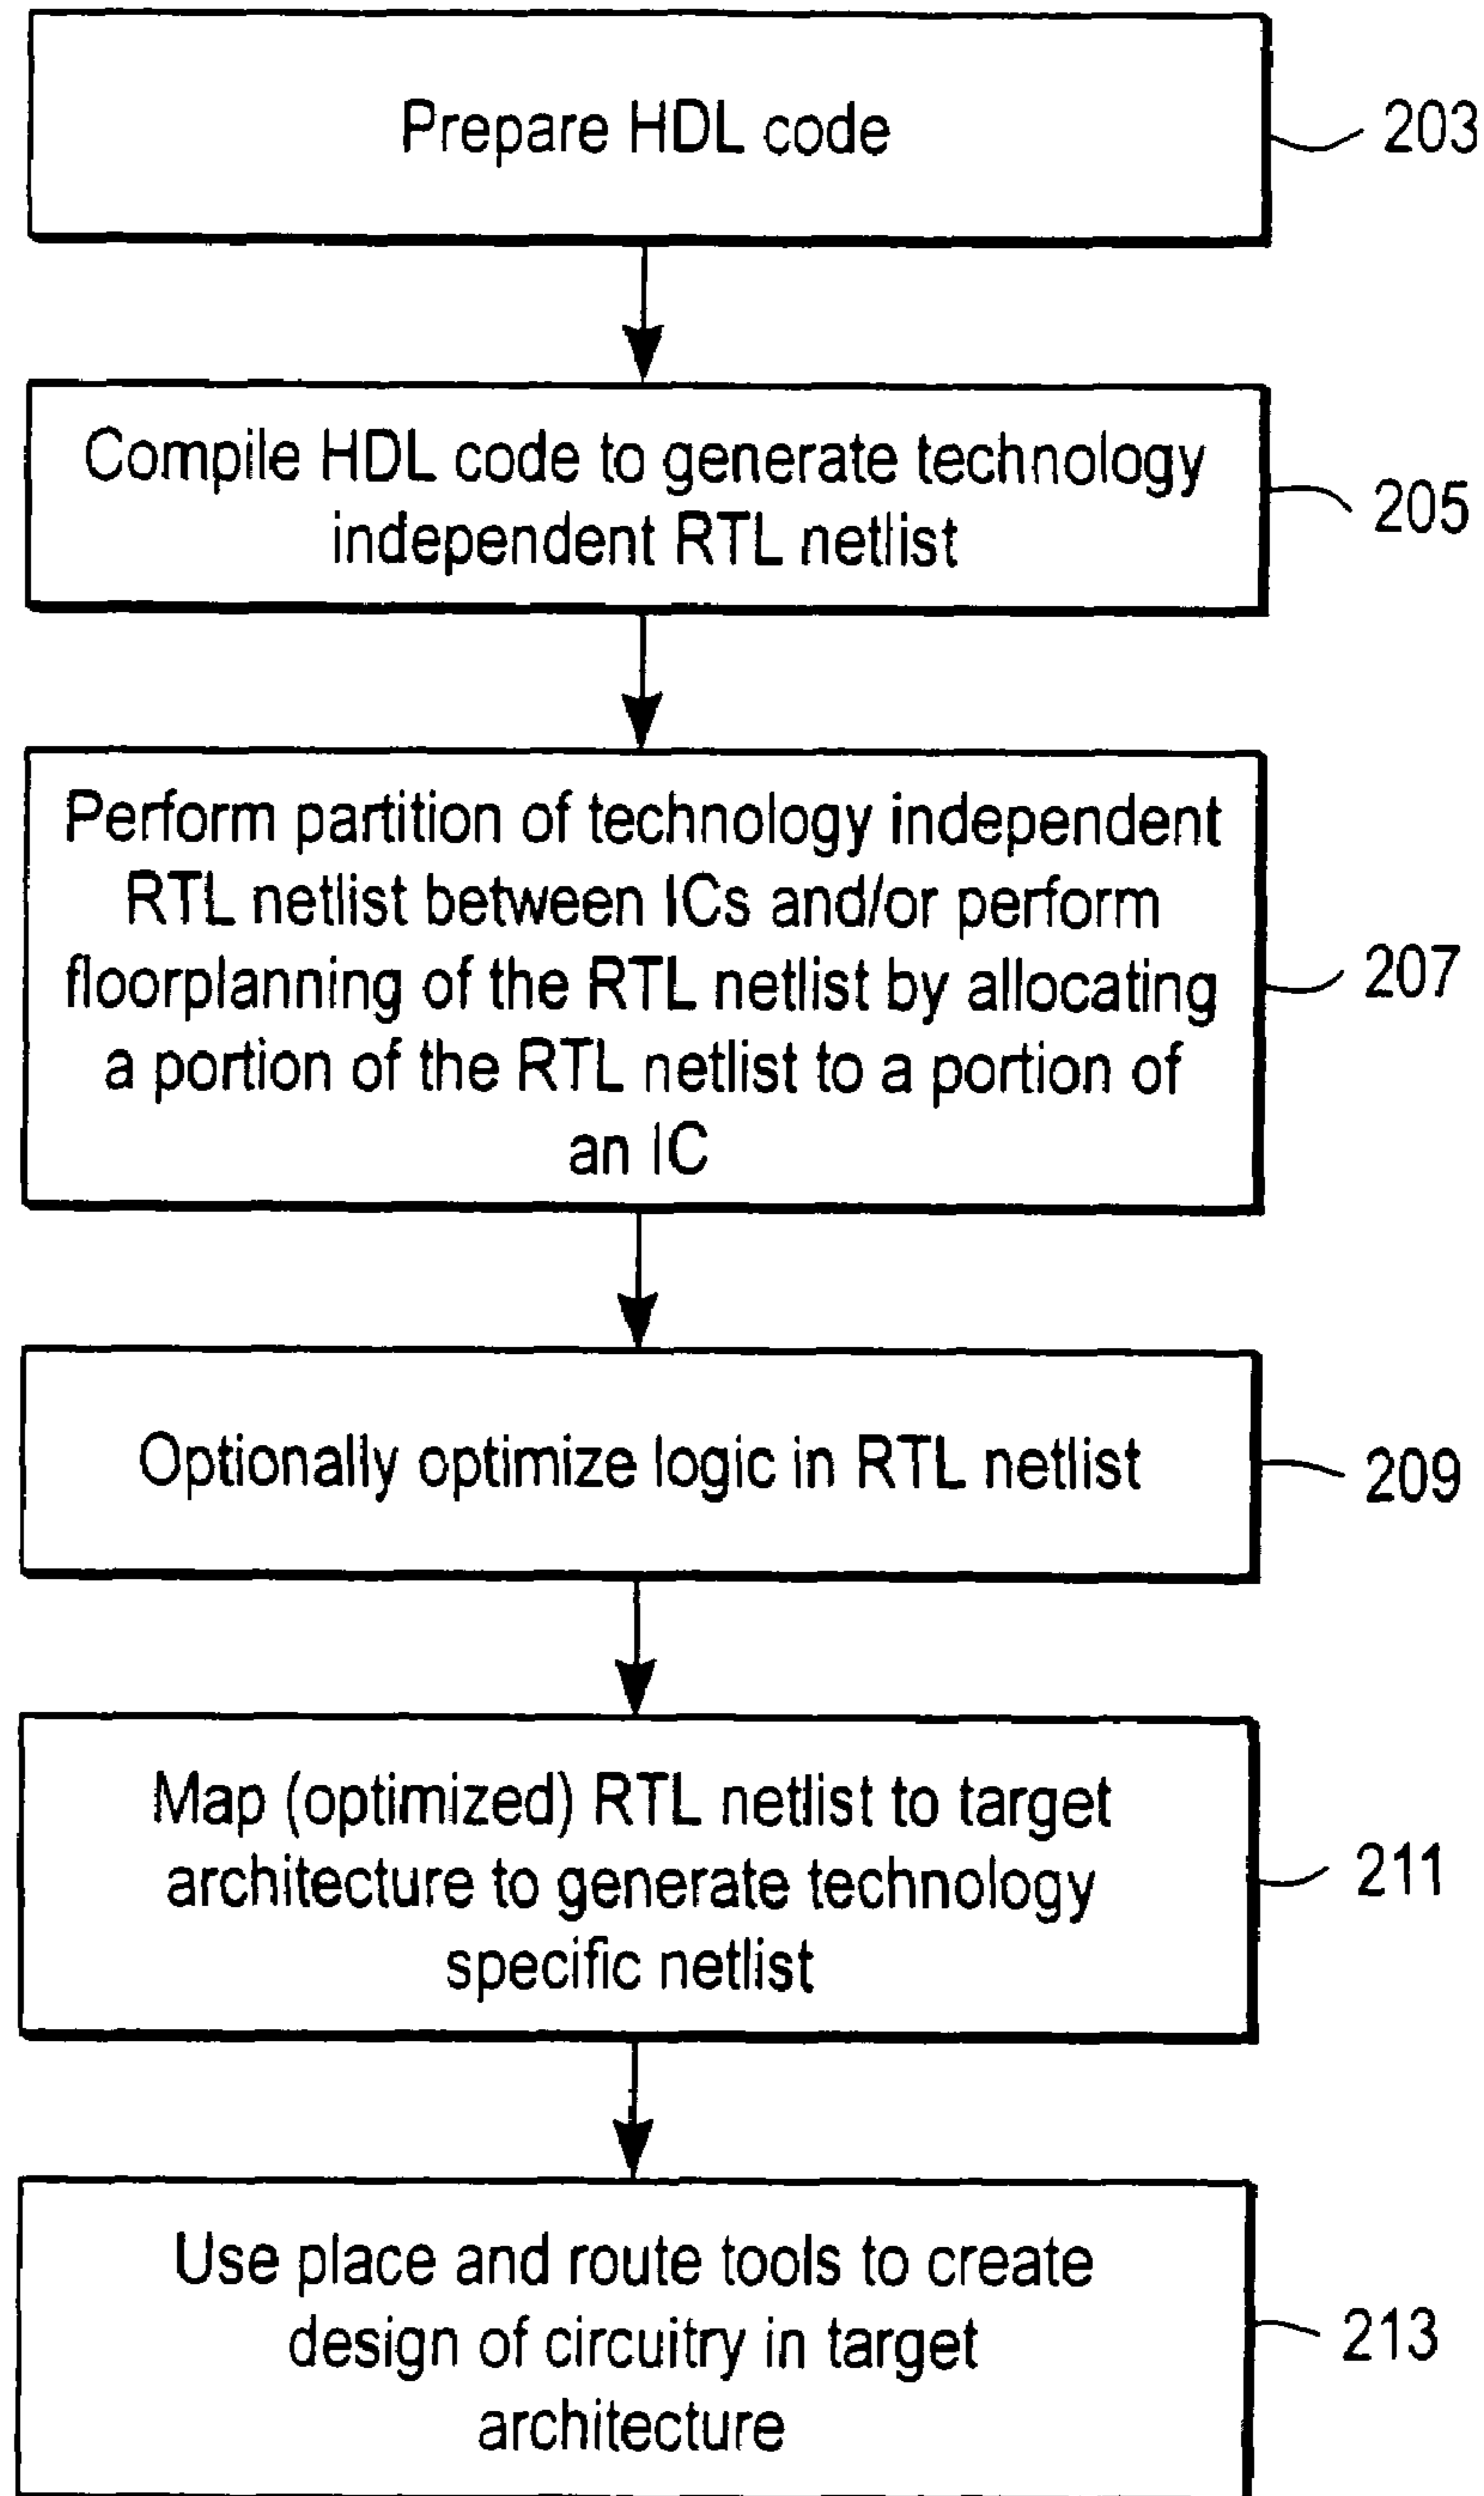 Prepare HDL code
203
Compile HDL code to generate technology
independent RTL netlist
205
Perform partition of technology independent
RTL netlist between ICs and/or perform
floorplanning of the RTL netlist by allocating
a portion of the RTL netlist to a portion of
an IC
207
Optionally optimize logic in RTL netlist
209
Map (optimized) RTL netlist to target
architecture to generate technology
specific netlist
211
Use place and route tools to create
design of circuitry in target
architecture
213